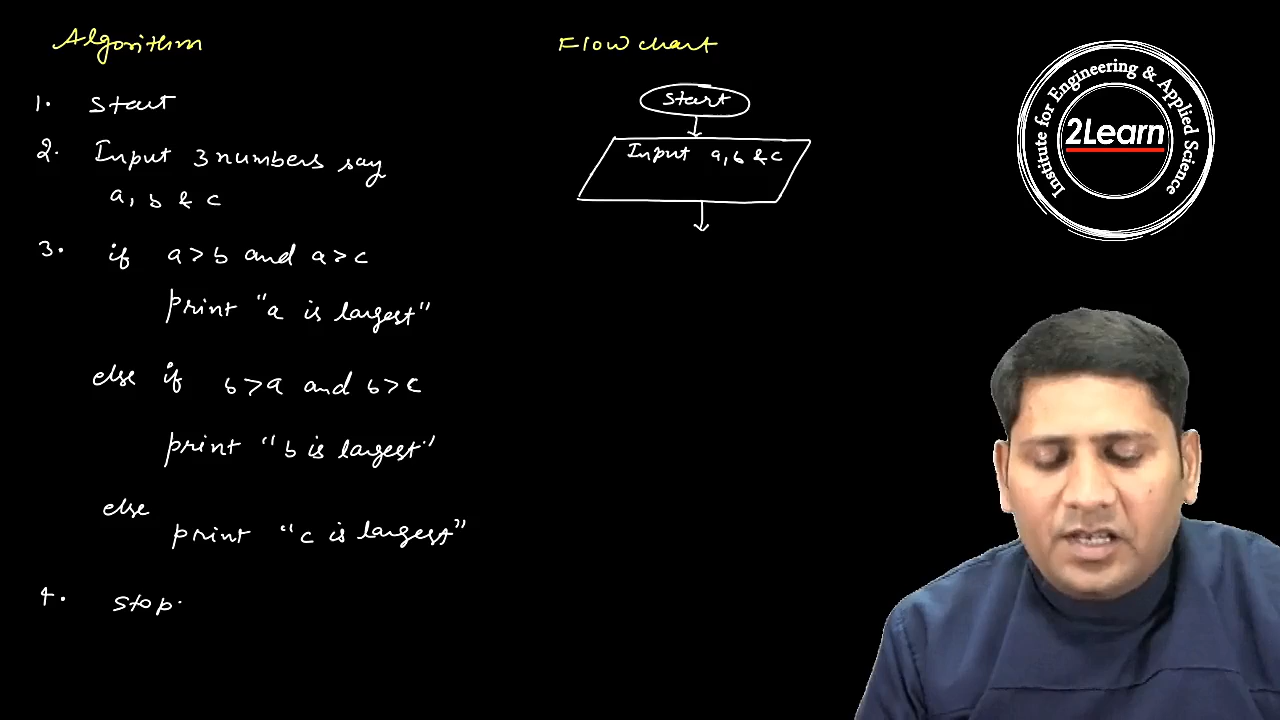 Algorithm
1. Start
2. Input 3 numbers say
a, b & c
3. if a > b and a > c
print "a is largest"
else if b > a and b > c
print "b is largest"
else
print "c is largest"
4. Stop.
Flow chart
Start
Input a, b & c
Institute for Engineering & Applied Science
2Learn